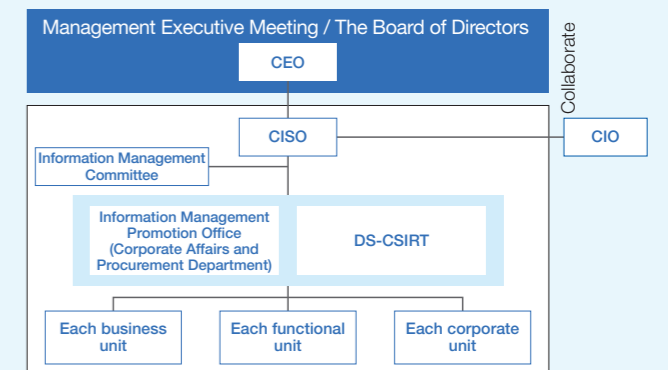 Management Executive Meeting / The Board of Directors
CEO
Collaborate
CISO
CIO
Information Management
Committee
Information Management
Promotion Office
(Corporate Affairs and
Procurement Department)
DS-CSIRT
Each business
unit
Each functional
unit
Each corporate
unit